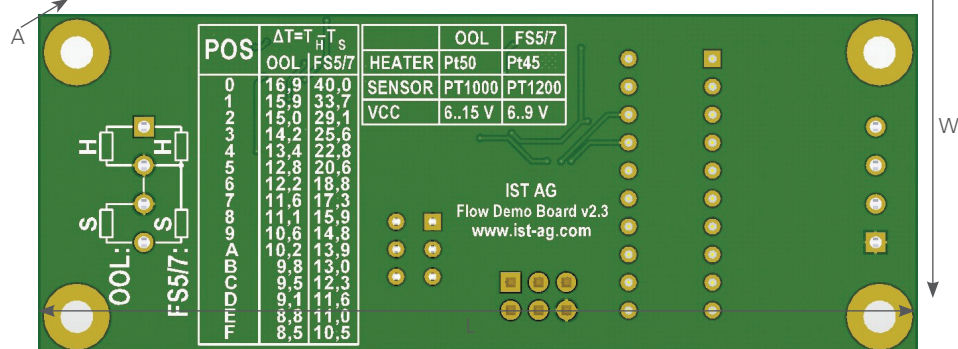 A
POS ΔT=T_H-T_S
OOL FS5/7
0 16,9 40,0
1 15,9 33,7
2 15,0 29,1
3 14,2 25,6
4 13,4 22,8
5 12,8 20,6
6 12,2 18,8
7 11,6 17,3
8 11,1 15,9
9 10,6 14,8
A 10,2 13,9
B 9,8 13,0
C 9,5 12,3
D 9,1 11,6
E 8,8 11,0
F 8,5 10,5
OOL FS5/7
HEATER Pt50 Pt45
SENSOR PT1000 PT1200
VCC 6..15 V 6..9 V
H H
S S
OOL:
FS5/7:
IST AG
Flow Demo Board v2.3
www.ist-ag.com
W
L